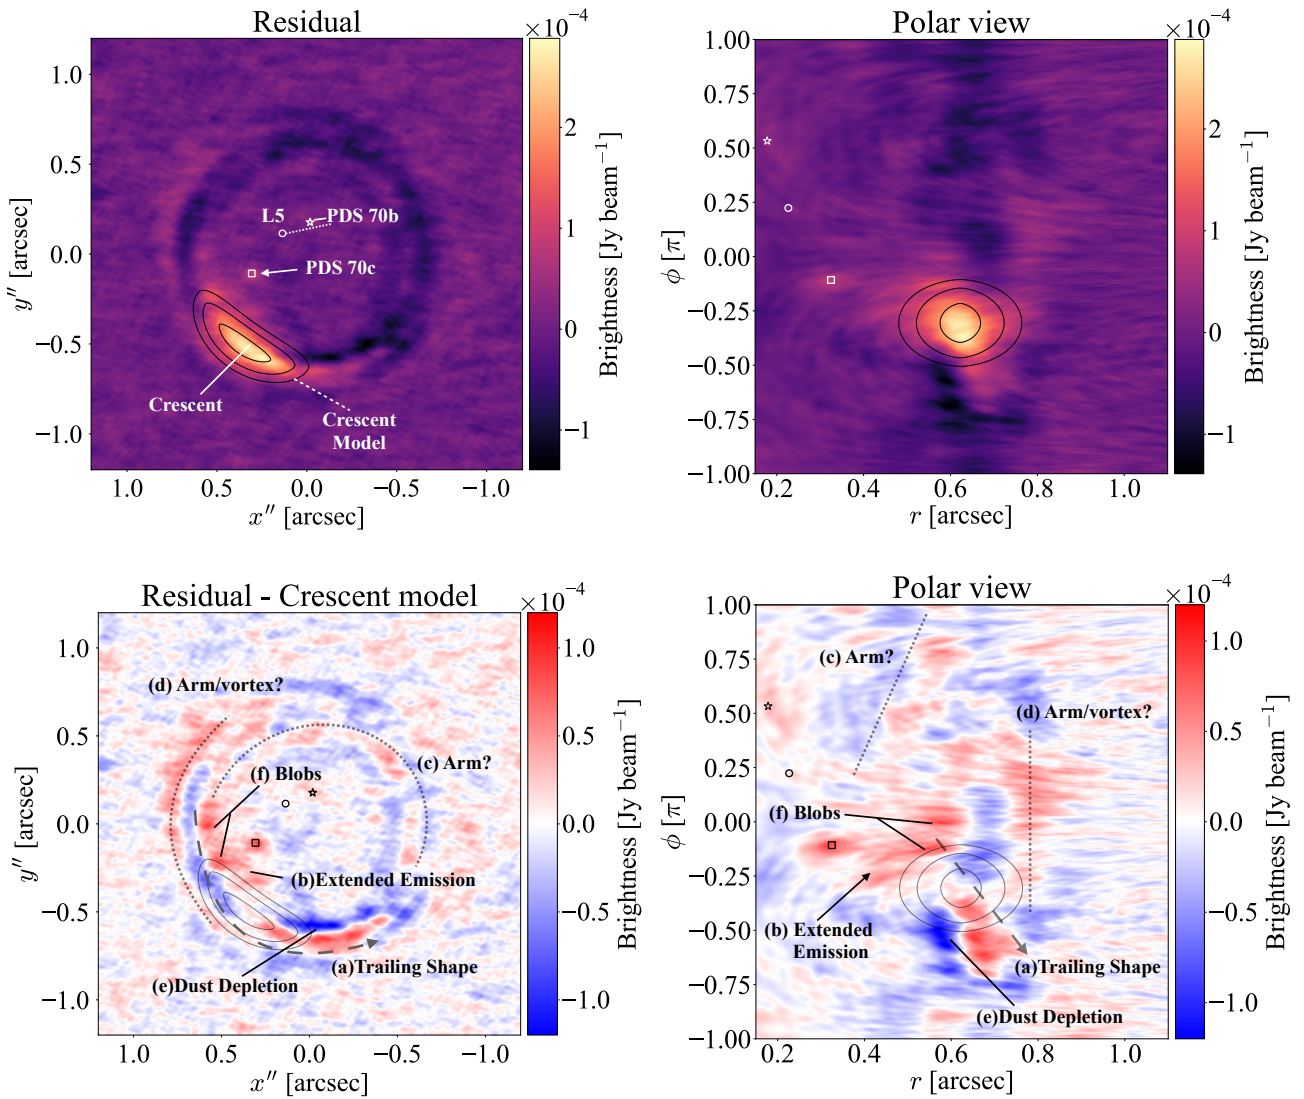 Residual
×10⁻⁴
1.0
0.5
0.0
−0.5
−1.0
y″ [arcsec]
L5
PDS 70b
PDS 70c
Crescent
Crescent
Model
1.0
0.5
0.0
−0.5
−1.0
x″ [arcsec]
2
1
0
−1
Brightness [Jy beam⁻¹]
Polar view
×10⁻⁴
1.00
0.75
0.50
0.25
0.00
−0.25
−0.50
−0.75
−1.00
ϕ [π]
0.2
0.4
0.6
0.8
1.0
r [arcsec]
2
1
0
−1
Brightness [Jy beam⁻¹]
Residual - Crescent model
×10⁻⁴
1.0
0.5
0.0
−0.5
−1.0
y″ [arcsec]
(d) Arm/vortex?
(c) Arm?
(f) Blobs
(b)Extended Emission
(a)Trailing Shape
(e)Dust Depletion
1.0
0.5
0.0
−0.5
−1.0
x″ [arcsec]
1.0
0.5
0.0
−0.5
−1.0
Brightness [Jy beam⁻¹]
Polar view
×10⁻⁴
1.00
0.75
0.50
0.25
0.00
−0.25
−0.50
−0.75
−1.00
ϕ [π]
(c) Arm?
(d) Arm/vortex?
(f) Blobs
(b) Extended
Emission
(a)Trailing Shape
(e)Dust Depletion
0.2
0.4
0.6
0.8
1.0
r [arcsec]
1.0
0.5
0.0
−0.5
−1.0
Brightness [Jy beam⁻¹]